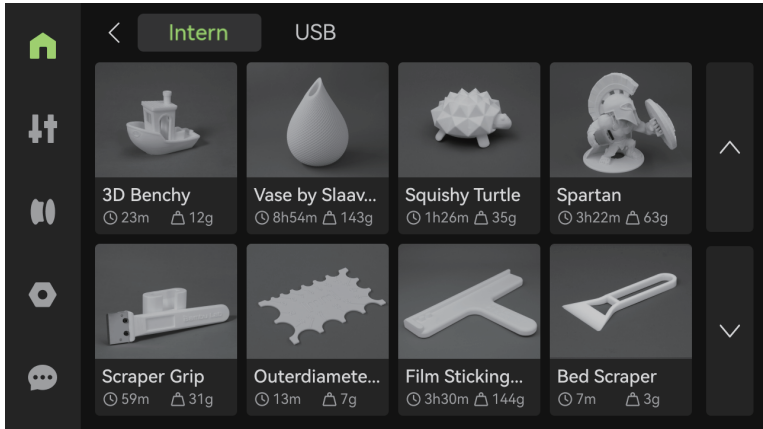 Intern
USB
3D Benchy
23m 12g
Vase by Slaav...
8h54m 143g
Squishy Turtle
1h26m 35g
Spartan
3h22m 63g
Scraper Grip
59m 31g
Outerdiamete...
13m 7g
Film Sticking...
3h30m 144g
Bed Scraper
7m 3g